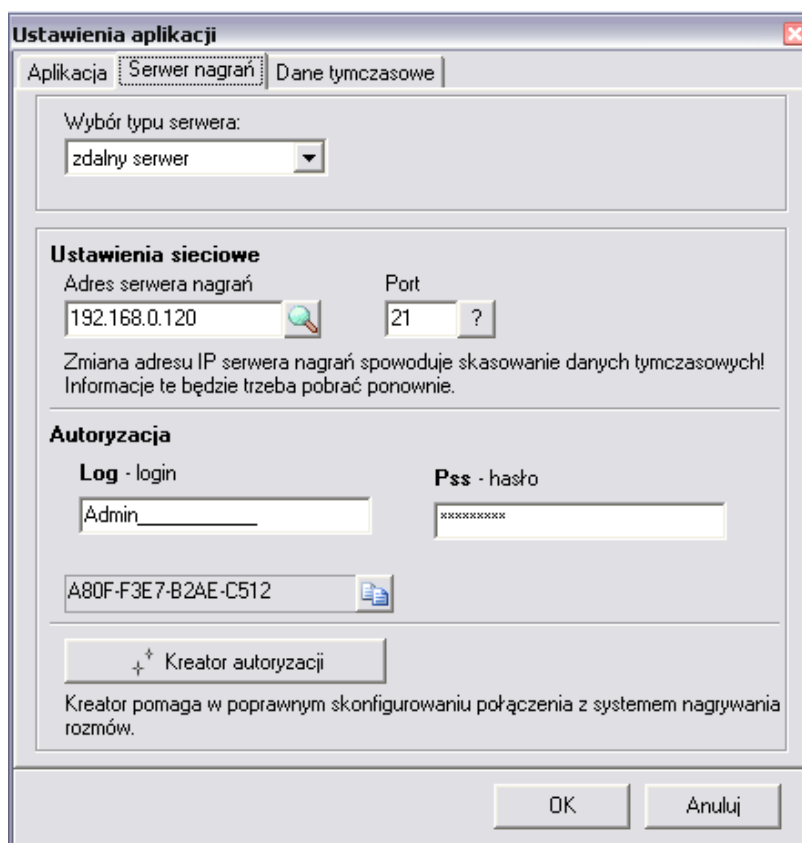 Ustawienia aplikacji
Aplikacja Serwer nagrań Dane tymczasowe
Wybór typu serwera:
zdalny serwer
Ustawienia sieciowe
Adres serwera nagrań Port
192.168.0.120 21 ?
Zmiana adresu IP serwera nagrań spowoduje skasowanie danych tymczasowych!
Informacje te będzie trzeba pobrać ponownie.
Autoryzacja
Log - login Pss - hasło
Admin___________ ×××××××××
A80F-F3E7-B2AE-C512
Kreator autoryzacji
Kreator pomaga w poprawnym skonfigurowaniu połączenia z systemem nagrywania
rozmów.
OK Anuluj